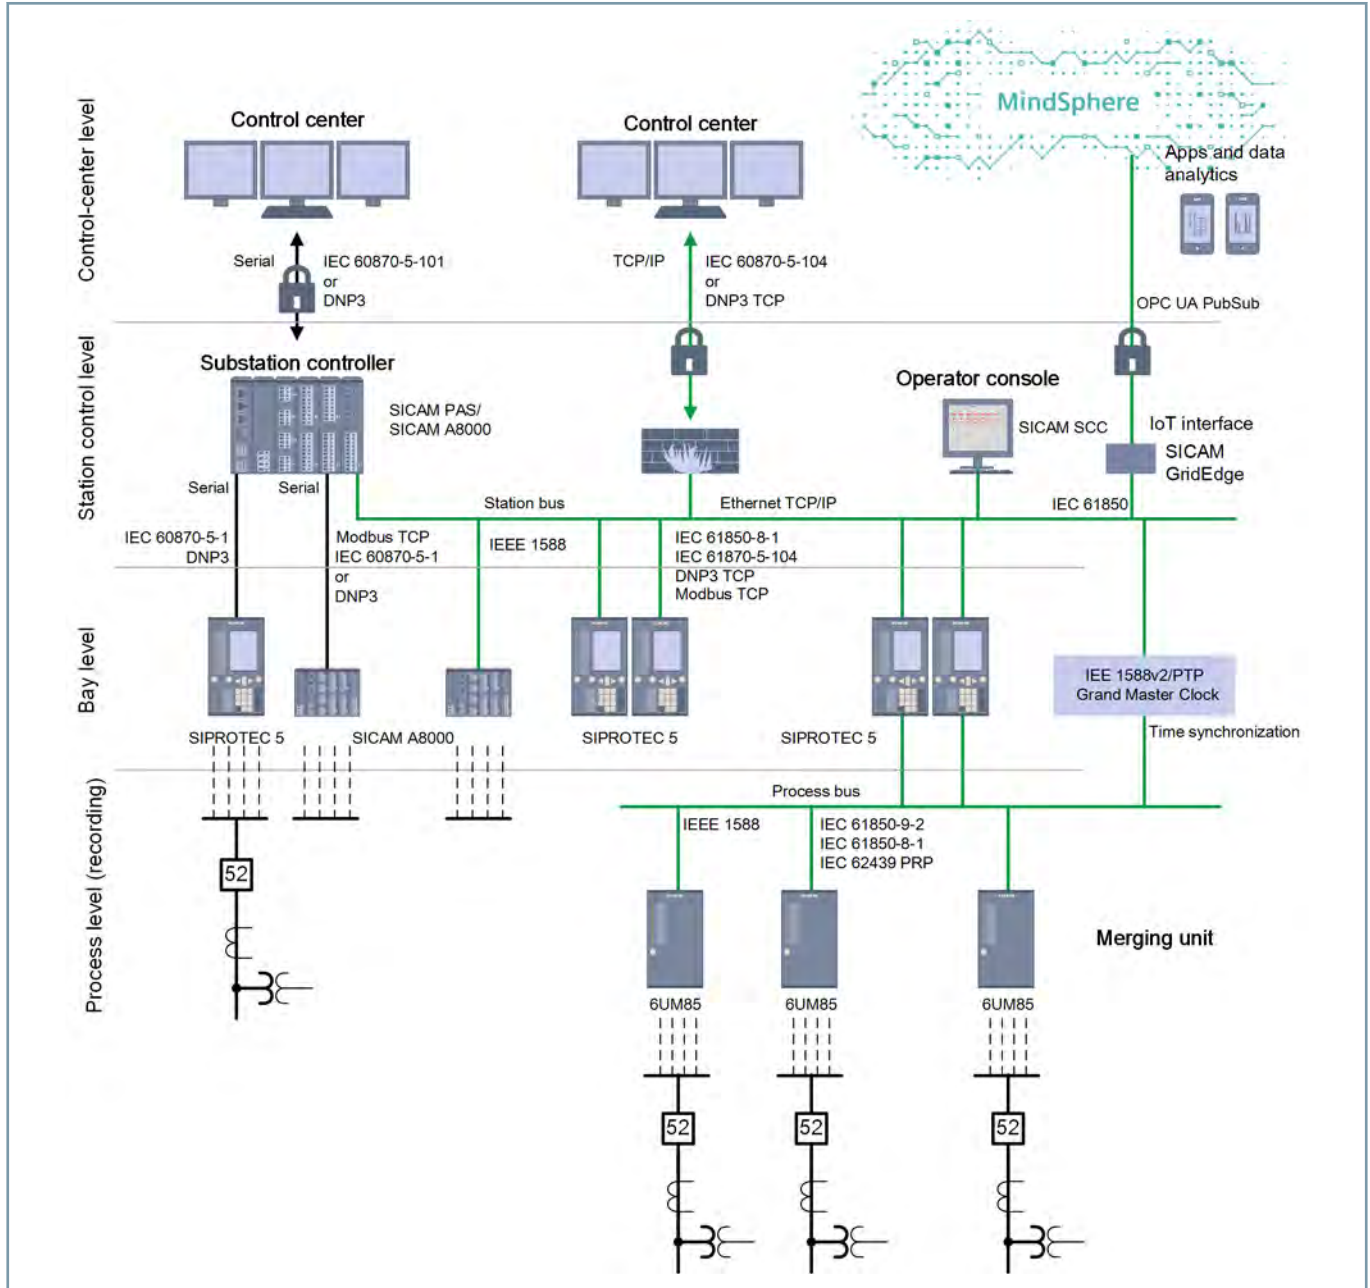 MindSphere
Apps and data
analytics
Control-center level
Control center
Control center
Serial
IEC 60870-5-101
or
DNP3
TCP/IP
IEC 60870-5-104
or
DNP3 TCP
OPC UA PubSub
Station control level
Substation controller
SICAM PAS/
SICAM A8000
Operator console
SICAM SCC
IoT interface
SICAM
GridEdge
Serial
Serial
Station bus
Ethernet TCP/IP
IEC 61850
IEC 60870-5-1
DNP3
Modbus TCP
IEC 60870-5-1
or
DNP3
IEEE 1588
IEC 61850-8-1
IEC 61870-5-104
DNP3 TCP
Modbus TCP
Bay level
IEE 1588v2/PTP
Grand Master Clock
SIPROTEC 5
SICAM A8000
SIPROTEC 5
SIPROTEC 5
Time synchronization
Process level (recording)
Process bus
IEEE 1588
IEC 61850-9-2
IEC 61850-8-1
IEC 62439 PRP
52
Merging unit
6UM85
6UM85
6UM85
52
52
52